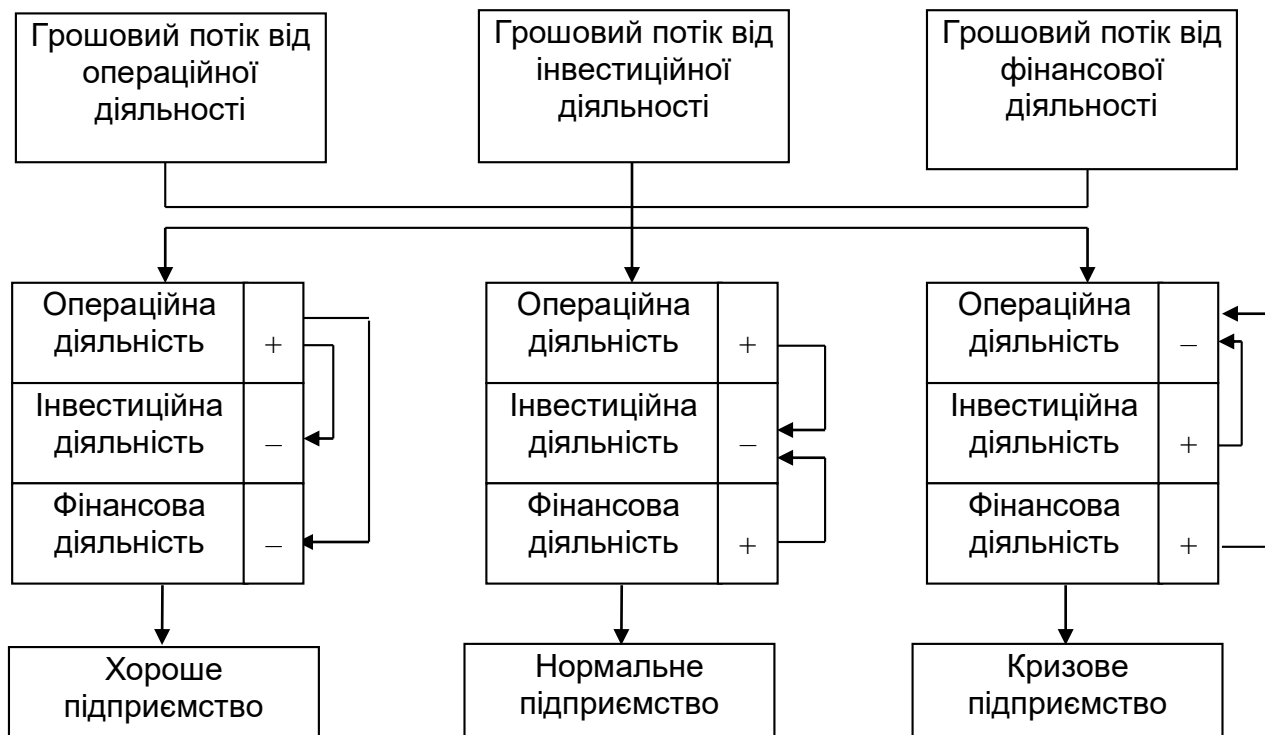 Грошовий потік від
операційної
діяльності
Грошовий потік від
інвестиційної
діяльності
Грошовий потік від
фінансової
діяльності
Операційна
діяльність
+
Інвестиційна
діяльність
–
Фінансова
діяльність
–
Операційна
діяльність
+
Інвестиційна
діяльність
–
Фінансова
діяльність
+
Операційна
діяльність
–
Інвестиційна
діяльність
+
Фінансова
діяльність
+
Хороше
підприємство
Нормальне
підприємство
Кризове
підприємство